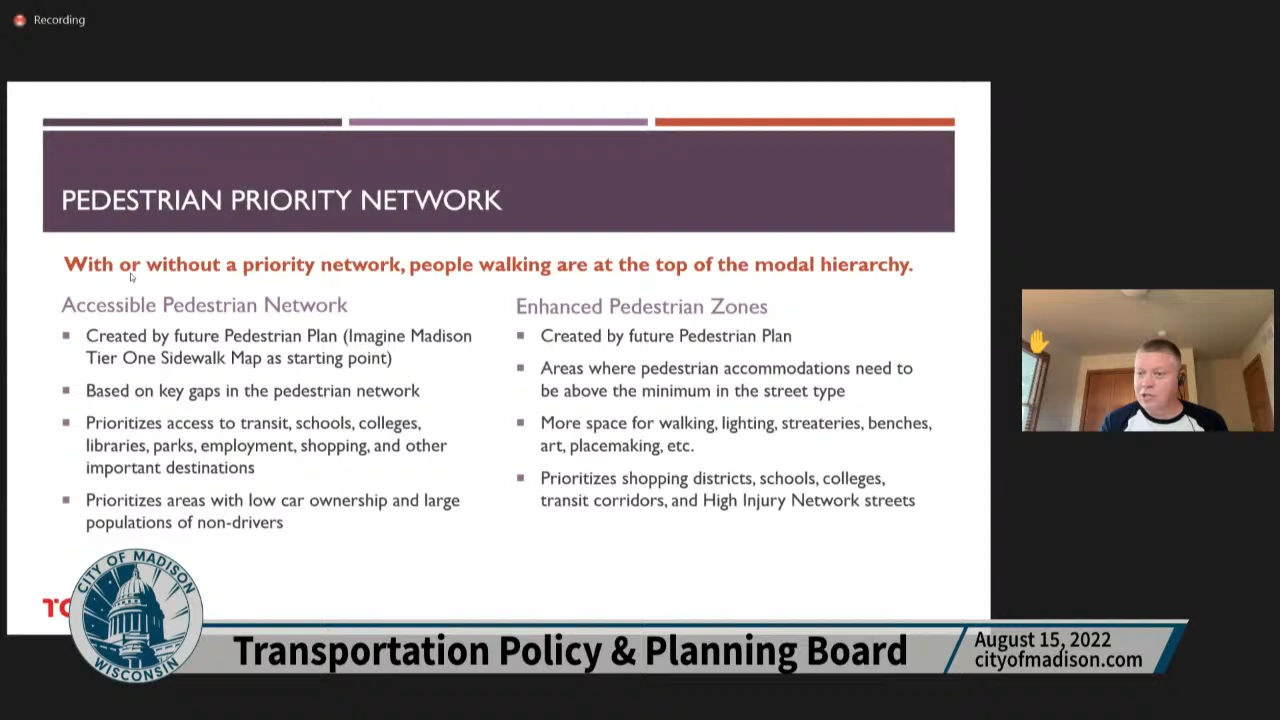 Recording
PEDESTRIAN PRIORITY NETWORK
With or without a priority network, people walking are at the top of the modal hierarchy.
Accessible Pedestrian Network
Created by future Pedestrian Plan (Imagine Madison
Tier One Sidewalk Map as starting point)
Based on key gaps in the pedestrian network
Prioritizes access to transit, schools, colleges,
libraries, parks, employment, shopping, and other
important destinations
Prioritizes areas with low car ownership and large
populations of non-drivers
Enhanced Pedestrian Zones
Created by future Pedestrian Plan
Areas where pedestrian accommodations need to
be above the minimum in the street type
More space for walking, lighting, streateries, benches,
art, placemaking, etc.
Prioritizes shopping districts, schools, colleges,
transit corridors, and High Injury Network streets
CITY OF MADISON
WISCONSIN
Transportation Policy & Planning Board
August 15, 2022
cityofmadison.com